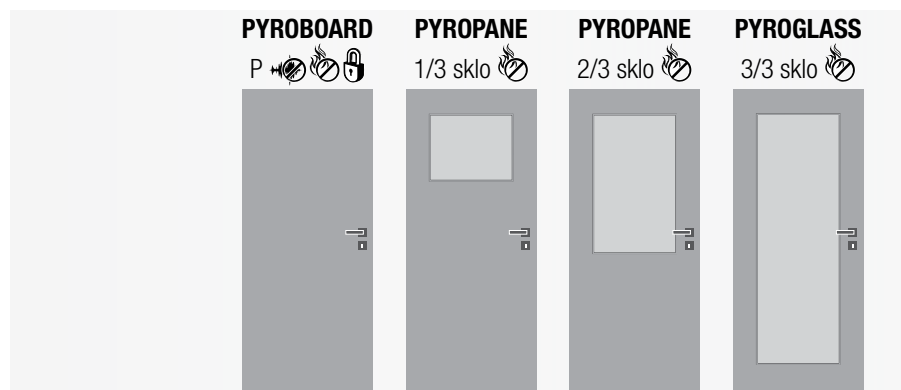 PYROBOARD PYROPANE PYROPANE PYROGLASS
P 1/3 sklo 2/3 sklo 3/3 sklo